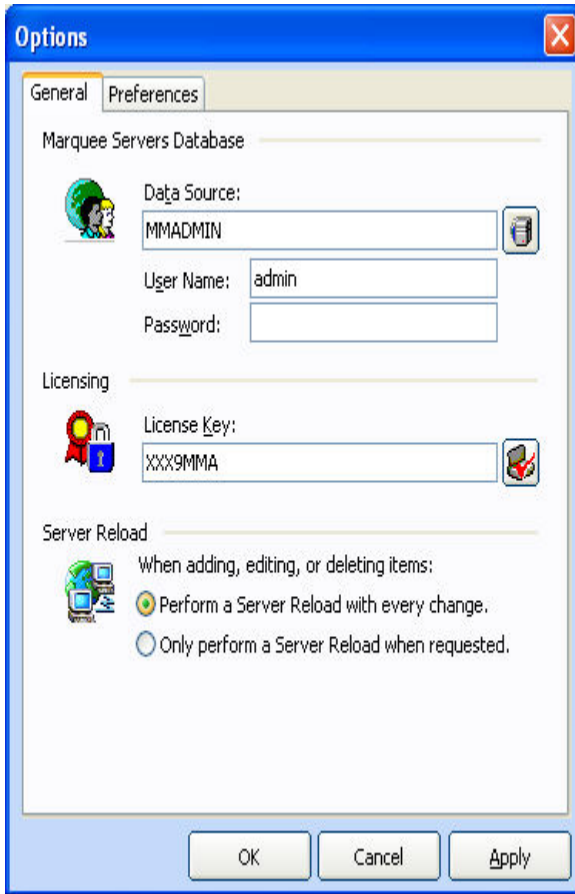 Options
General Preferences
Marquee Servers Database
Data Source:
MMADMIN
User Name: admin
Password:
Licensing
License Key:
XXX9MMA
Server Reload
When adding, editing, or deleting items:
Perform a Server Reload with every change.
Only perform a Server Reload when requested.
OK Cancel Apply